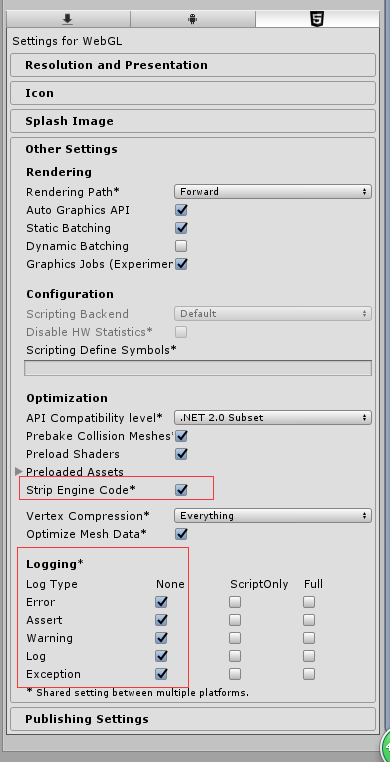 Settings for WebGL
Resolution and Presentation
Icon
Splash Image
Other Settings
Rendering
Rendering Path* Forward
Auto Graphics API
Static Batching
Dynamic Batching
Graphics Jobs (Experimer
Configuration
Scripting Backend Default
Disable HW Statistics*
Scripting Define Symbols*
Optimization
API Compatibility level* .NET 2.0 Subset
Prebake Collision Meshes*
Preload Shaders
Preloaded Assets
Strip Engine Code*
Vertex Compression* Everything
Optimize Mesh Data*
Logging*
Log Type None ScriptOnly Full
Error
Assert
Warning
Log
Exception
* Shared setting between multiple platforms.
Publishing Settings